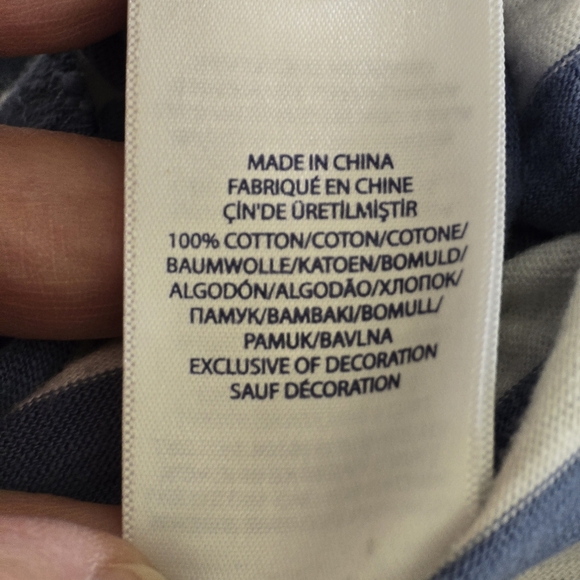 MADE IN CHINA
FABRIQUÉ EN CHINE
ÇİN'DE ÜRETİLMİŞTİR
100% COTTON/COTON/COTONE/
BAUMWOLLE/KATOEN/BOMULD/
ALGODÓN/ALGODÃO/ХЛОПОК/
ПАМУК/BAMBAKI/BOMULL/
PAMUK/BAVLNA
EXCLUSIVE OF DECORATION
SAUF DÉCORATION